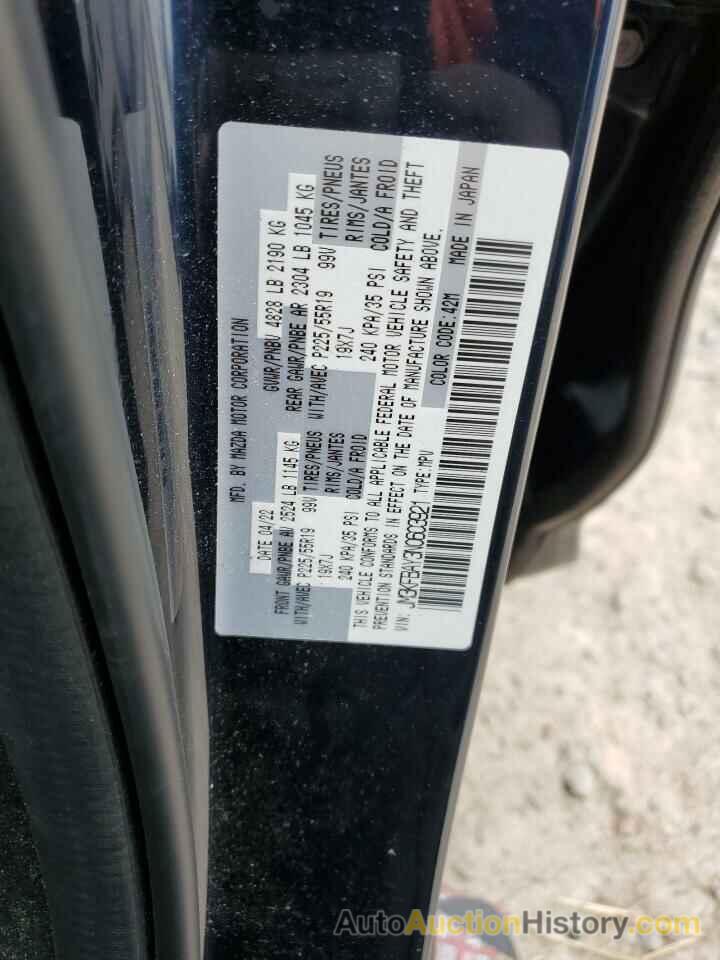 MFD. BY MAZDA MOTOR CORPORATION
DATE 04/22 GVWR/PNBV 4828 LB 2190 KG
FRONT GAWR/PNBE AV 2524 LB 1145 KG REAR GAWR/PNBE AR 2304 LB 1045 KG
WITH/AVEC P225/55R19 99V TIRES/PNEUS WITH/AVEC P225/55R19 99V TIRES/PNEUS
19X7J RIMS/JANTES 19X7J RIMS/JANTES
240 KPA/35 PSI COLD/A FROID 240 KPA/35 PSI COLD/A FROID
THIS VEHICLE CONFORMS TO ALL APPLICABLE FEDERAL MOTOR VEHICLE SAFETY AND THEFT
PREVENTION STANDARDS IN EFFECT ON THE DATE OF MANUFACTURE SHOWN ABOVE.
VIN: JM3KFBAY3N0603921 TYPE:MPV COLOR CODE:42M MADE IN JAPAN
AutoAuctionHistory.com